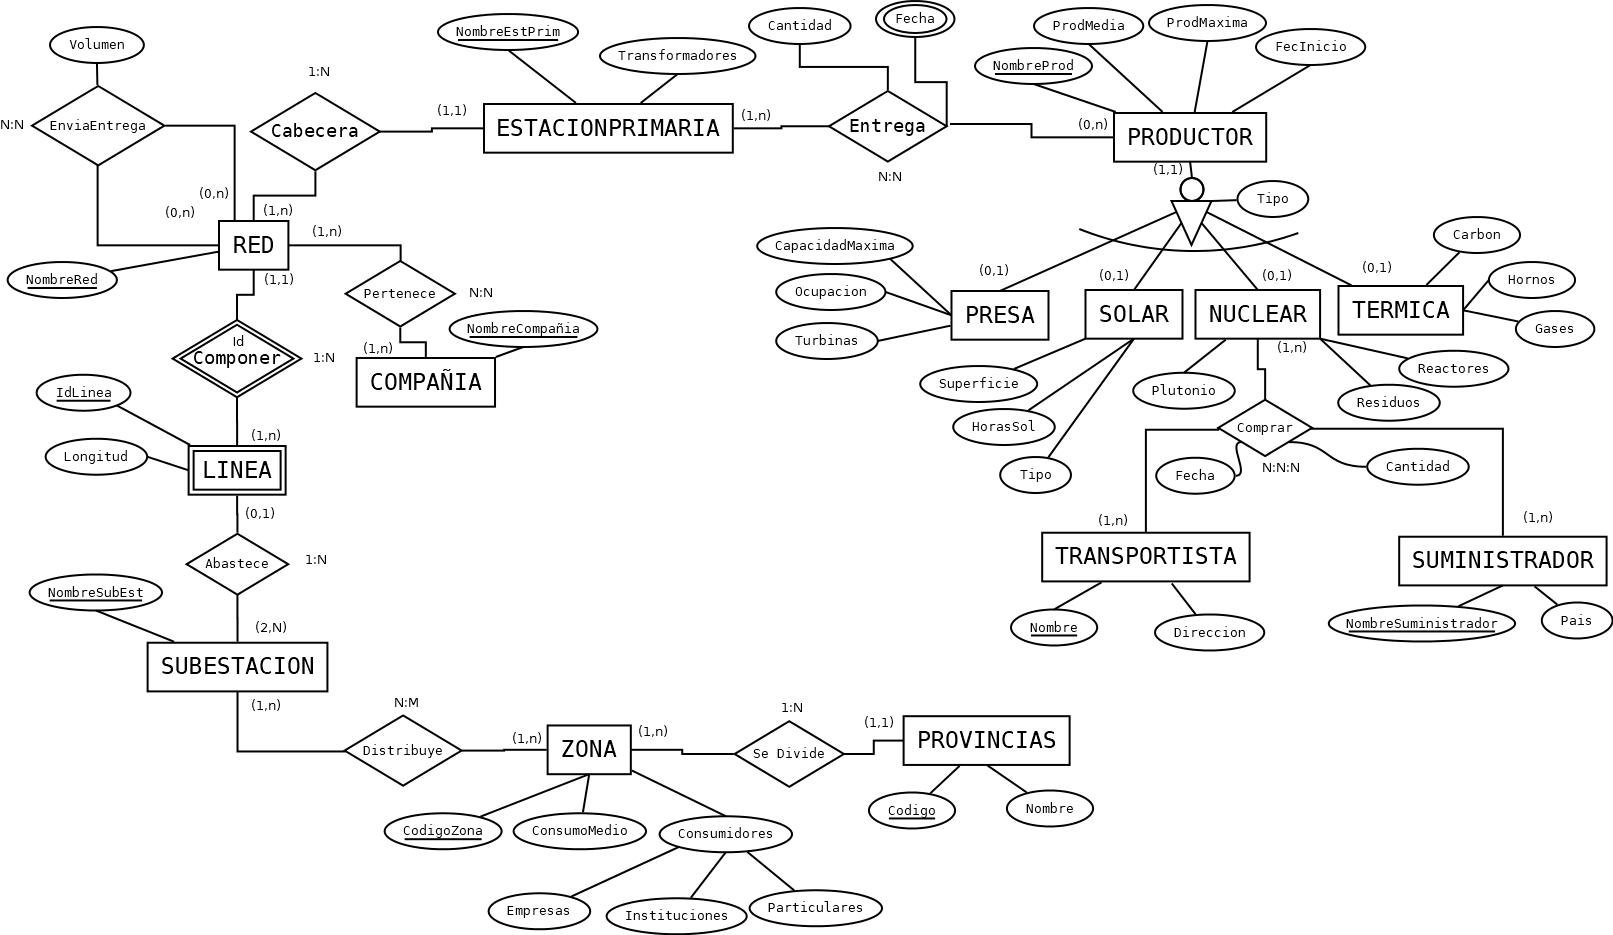 Fecha
ProdMaxima
Cantidad
ProdMedia
NombreEstPrim
Volumen
FecInicio
Transformadores
NombreProd
1:N
(1,1)
(1,n)
N:N
EnviaEntrega
Cabecera
ESTACIONPRIMARIA
Entrega
(0,n)
PRODUCTOR
(1,1)
N:N
(0,n)
(0,n)
(1,n)
Tipo
(1,n)
RED
CapacidadMaxima
Carbon
(0,1)
(0,1)
(0,1)
(0,1)
NombreRed
(1,1)
Pertenece
N:N
Ocupacion
Hornos
PRESA
SOLAR
NUCLEAR
TERMICA
NombreCompañia
Gases
Id
Componer
1:N
(1,n)
Turbinas
(1,n)
COMPAÑIA
Superficie
Plutonio
Reactores
IdLinea
Residuos
(1,n)
HorasSol
Comprar
Longitud
LINEA
Tipo
Fecha
N:N:N
Cantidad
(0,1)
(1,n)
(1,n)
Abastece
1:N
TRANSPORTISTA
SUMINISTRADOR
NombreSubEst
(2,N)
Nombre
Direccion
NombreSuministrador
Pais
SUBESTACION
(1,n)
N:M
1:N
(1,n)
(1,n)
(1,1)
Distribuye
ZONA
Se Divide
PROVINCIAS
CodigoZona
ConsumoMedio
Consumidores
Codigo
Nombre
Empresas
Instituciones
Particulares